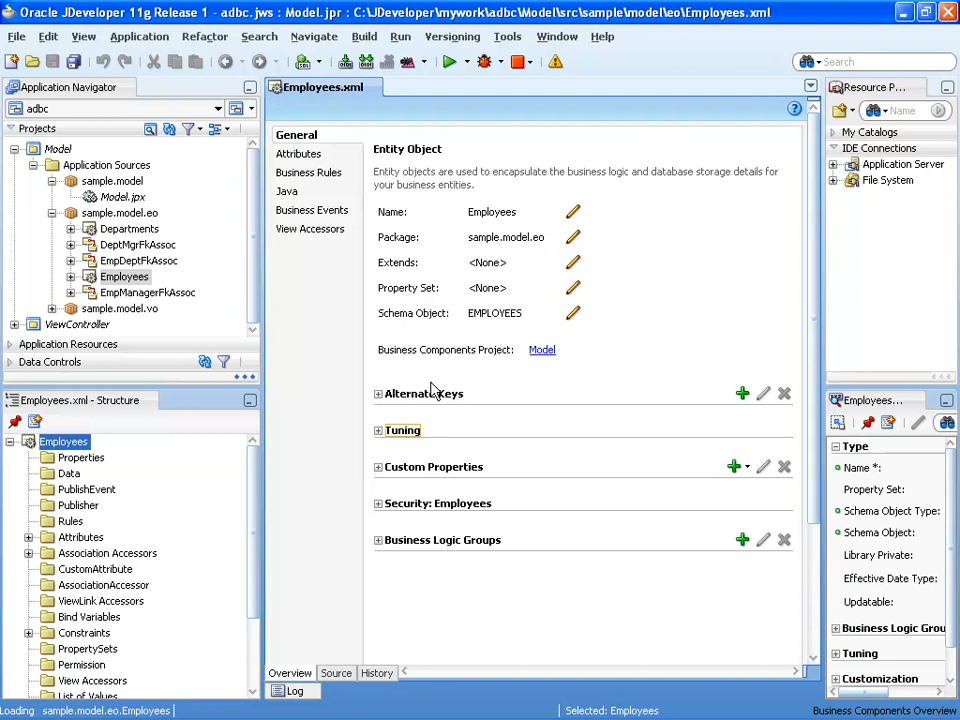 Oracle JDeveloper 11g Release 1 - adbc.jws : Model.jpr : C:\JDeveloper\mywork\adbc\Model\src\sample\model\eo\Employees.xml
File Edit View Application Refactor Search Navigate Build Run Versioning Tools Window Help
Search
Application Navigator
adbc
Projects
Model
Application Sources
sample.model
Model.jpx
sample.model.eo
Departments
DeptMgrFkAssoc
EmpDeptFkAssoc
Employees
EmpManagerFkAssoc
sample.model.vo
ViewController
Application Resources
Data Controls
Employees.xml - Structure
Employees
Properties
Data
PublishEvent
Publisher
Rules
Attributes
Association Accessors
CustomAttribute
AssociationAccessor
ViewLink Accessors
Bind Variables
Constraints
PropertySets
Permission
View Accessors
List of Values
Employees.xml
General
Attributes
Business Rules
Java
Business Events
View Accessors
Entity Object
Entity objects are used to encapsulate the business logic and database storage details for
your business entities.
Name: Employees
Package: sample.model.eo
Extends: <None>
Property Set: <None>
Schema Object: EMPLOYEES
Business Components Project: Model
Alternate Keys
Tuning
Custom Properties
Security: Employees
Business Logic Groups
Overview Source History
Log
Resource P...
Name
My Catalogs
IDE Connections
Application Server
File System
Employees...
Type
Name *:
Property Set:
Schema Object Type:
Schema Object:
Library Private:
Effective Date Type:
Updatable:
Business Logic Grou
Tuning
Customization
Loading sample.model.eo.Employees
Selected: Employees
Business Components Overview